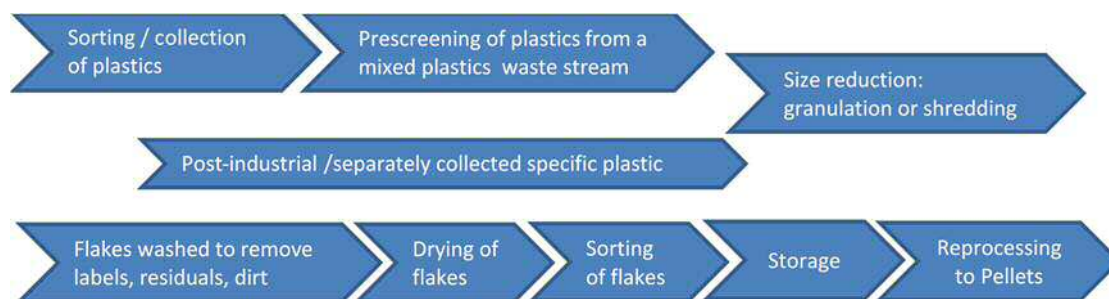 Sorting / collection
of plastics
Prescreening of plastics from a
mixed plastics waste stream
Size reduction:
granulation or shredding
Post-industrial /separately collected specific plastic
Flakes washed to remove
labels, residuals, dirt
Drying of
flakes
Sorting
of flakes
Storage
Reprocessing
to Pellets